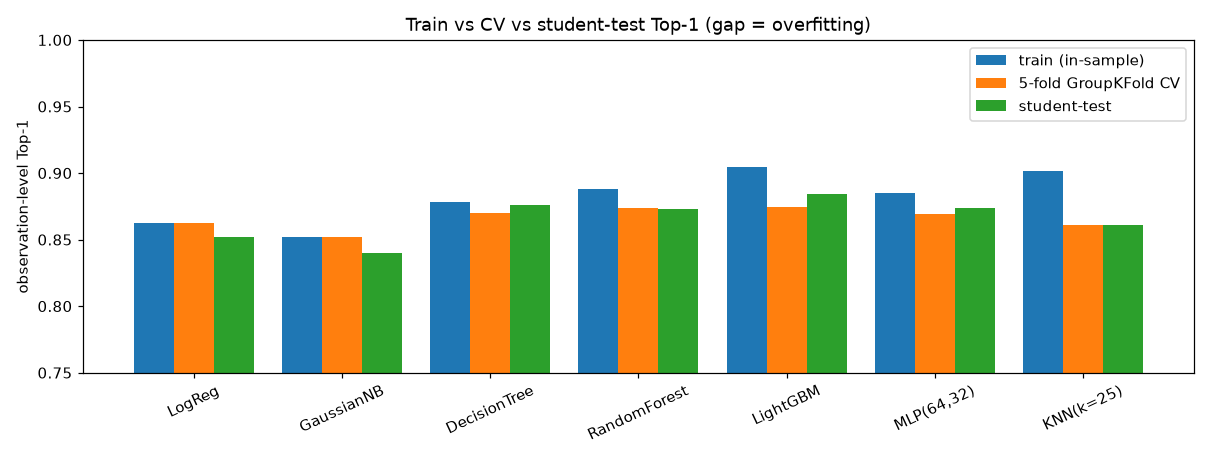 Train vs CV vs student-test Top-1 (gap = overfitting)
observation-level Top-1
1.00
0.95
0.90
0.85
0.80
0.75
train (in-sample)
5-fold GroupKFold CV
student-test
LogReg
GaussianNB
DecisionTree
RandomForest
LightGBM
MLP(64,32)
KNN(k=25)